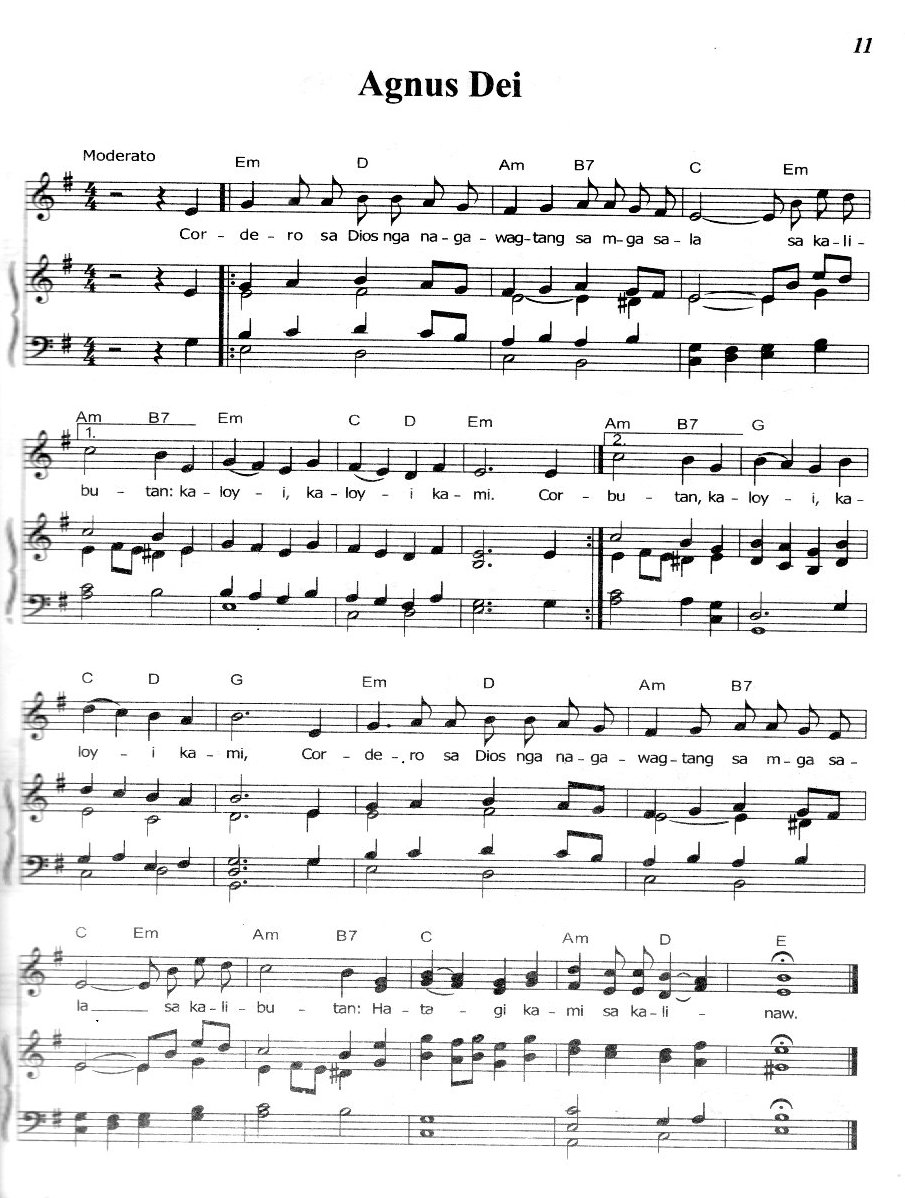 11
Agnus Dei
Moderato
Em D Am B7 C Em
Cor - de - ro sa Dios nga na - ga - wag-tang sa m-ga sa - la sa ka-li-
Am B7 Em C D Em Am B7 G
1. 2.
bu - tan: ka - loy - i, ka - loy - i ka - mi. Cor - bu - tan, ka - loy - i, ka -
C D G Em D Am B7
loy - i ka - mi, Cor - de - ro sa Dios nga na - ga - wag-tang sa m - ga sa -
C Em Am B7 C Am D E
la sa ka - li - bu - tan: Ha - ta - gi ka - mi sa ka - li - naw.